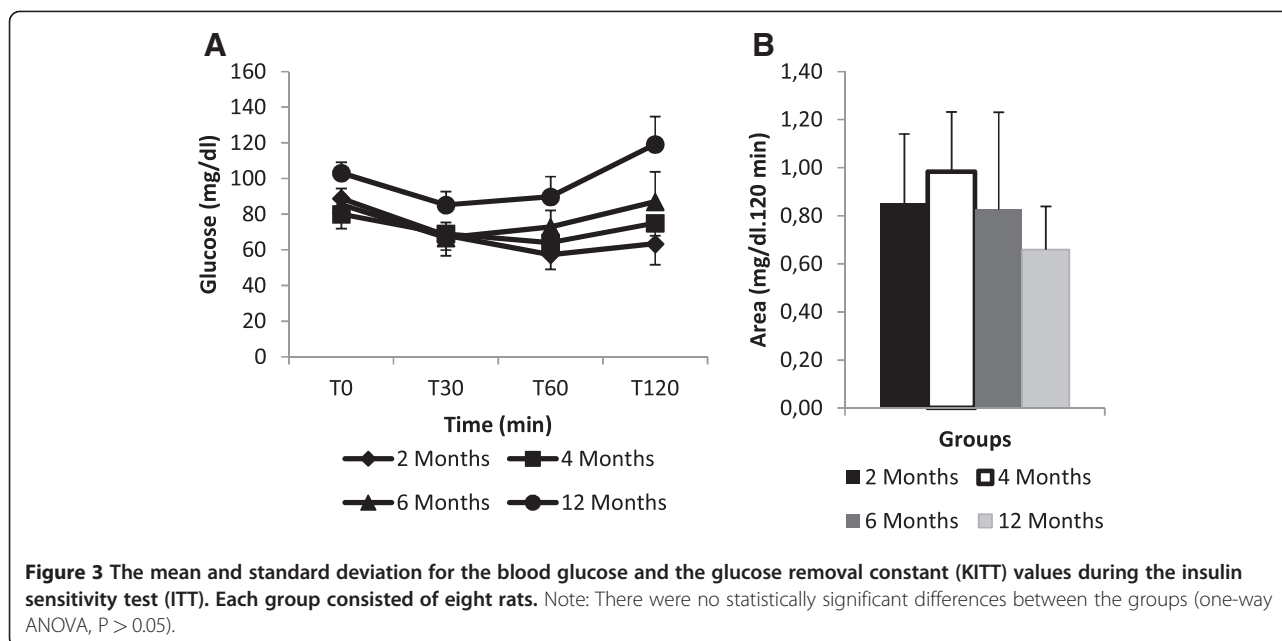 A
160
140
120
100
80
60
40
20
0
Glucose (mg/dl)
T0 T30 T60 T120
Time (min)
2 Months 4 Months
6 Months 12 Months
B
1,40
1,20
1,00
0,80
0,60
0,40
0,20
0,00
Area (mg/dl.120 min)
Groups
2 Months 4 Months
6 Months 12 Months
Figure 3 The mean and standard deviation for the blood glucose and the glucose removal constant (KITT) values during the insulin
sensitivity test (ITT). Each group consisted of eight rats. Note: There were no statistically significant differences between the groups (one-way
ANOVA, P > 0.05).